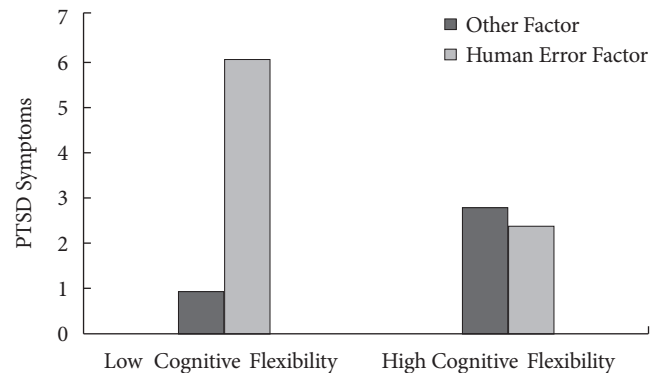 7
6
5
4
3
2
1
0
PTSD Symptoms
Other Factor
Human Error Factor
Low Cognitive Flexibility
High Cognitive Flexibility